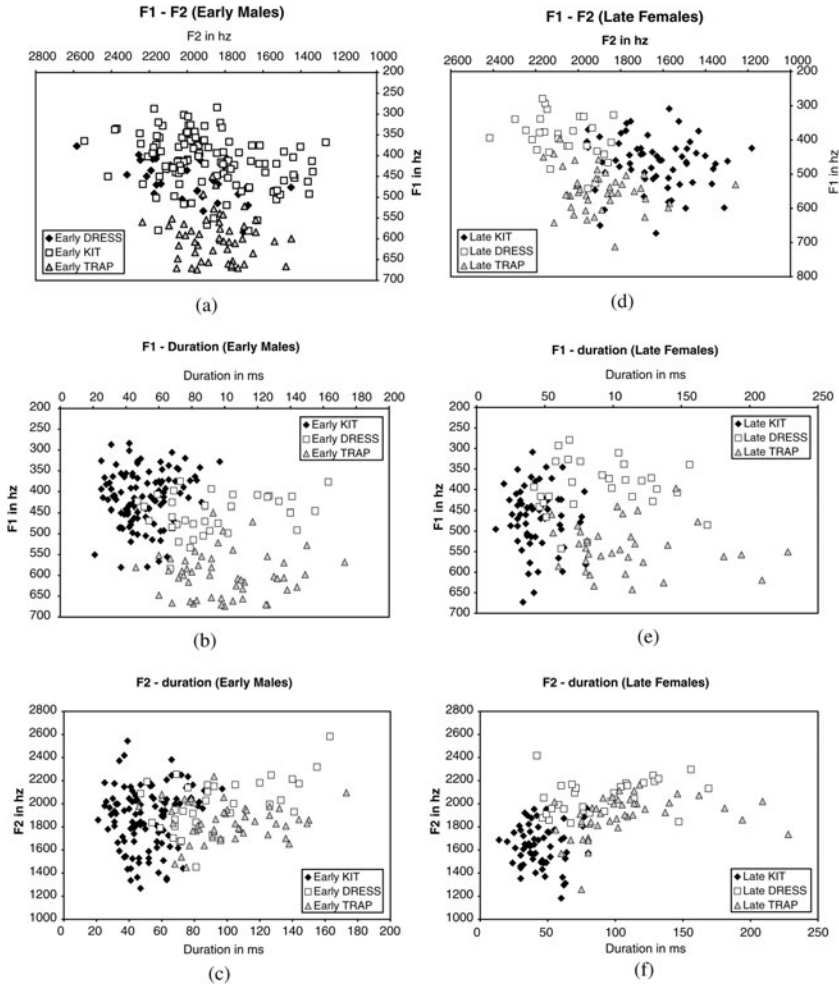 F1 - F2 (Early Males)
F2 in hz
2800 2600 2400 2200 2000 1800 1600 1400 1200 1000
200
250
300
350
400
450
500
550
600
650
700
F1 in hz
Early DRESS
Early KIT
Early TRAP
(a)
F1 - F2 (Late Females)
F2 in hz
2600 2400 2200 2000 1800 1600 1400 1200 1000
200
300
400
500
600
700
800
F1 in hz
Late KIT
Late DRESS
Late TRAP
(d)
F1 - Duration (Early Males)
Duration in ms
0 20 40 60 80 100 120 140 160 180 200
200
250
300
350
400
450
500
550
600
650
700
F1 in hz
Early KIT
Early DRESS
Early TRAP
(b)
F1 - duration (Late Females)
Duration in ms
0 50 100 150 200 250
200
250
300
350
400
450
500
550
600
650
700
F1 in hz
Late KIT
Late DRESS
Late TRAP
(e)
F2 - duration (Early Males)
2800
2600
2400
2200
2000
1800
1600
1400
1200
1000
F2 in hz
Early KIT
Early DRESS
Early TRAP
0 20 40 60 80 100 120 140 160 180 200
Duration in ms
(c)
F2 - duration (Late Females)
2800
2600
2400
2200
2000
1800
1600
1400
1200
1000
F2 in hz
Late KIT
Late DRESS
Late TRAP
0 50 100 150 200 250
Duration in ms
(f)